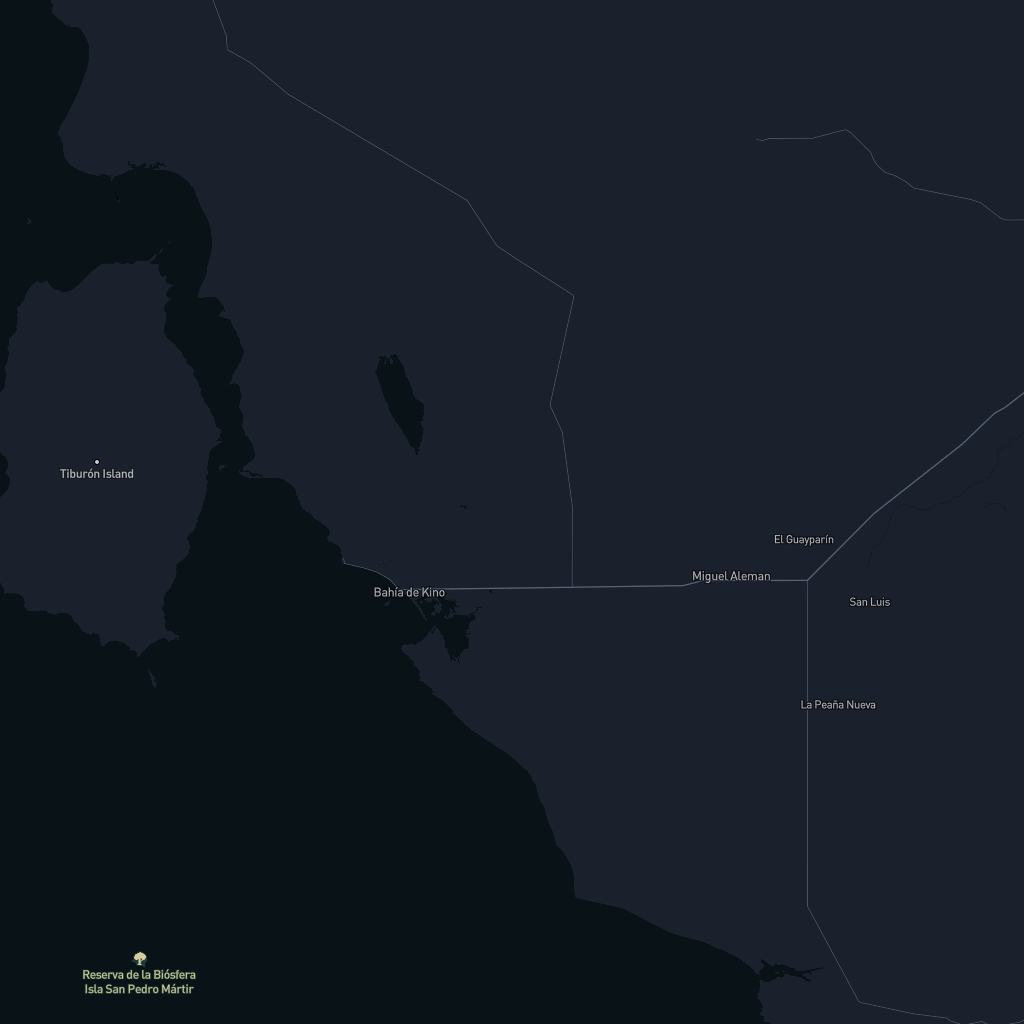 Tiburón Island
El Guayparín
Miguel Aleman
Bahía de Kino
San Luis
La Peaña Nueva
Reserva de la Biósfera
Isla San Pedro Mártir